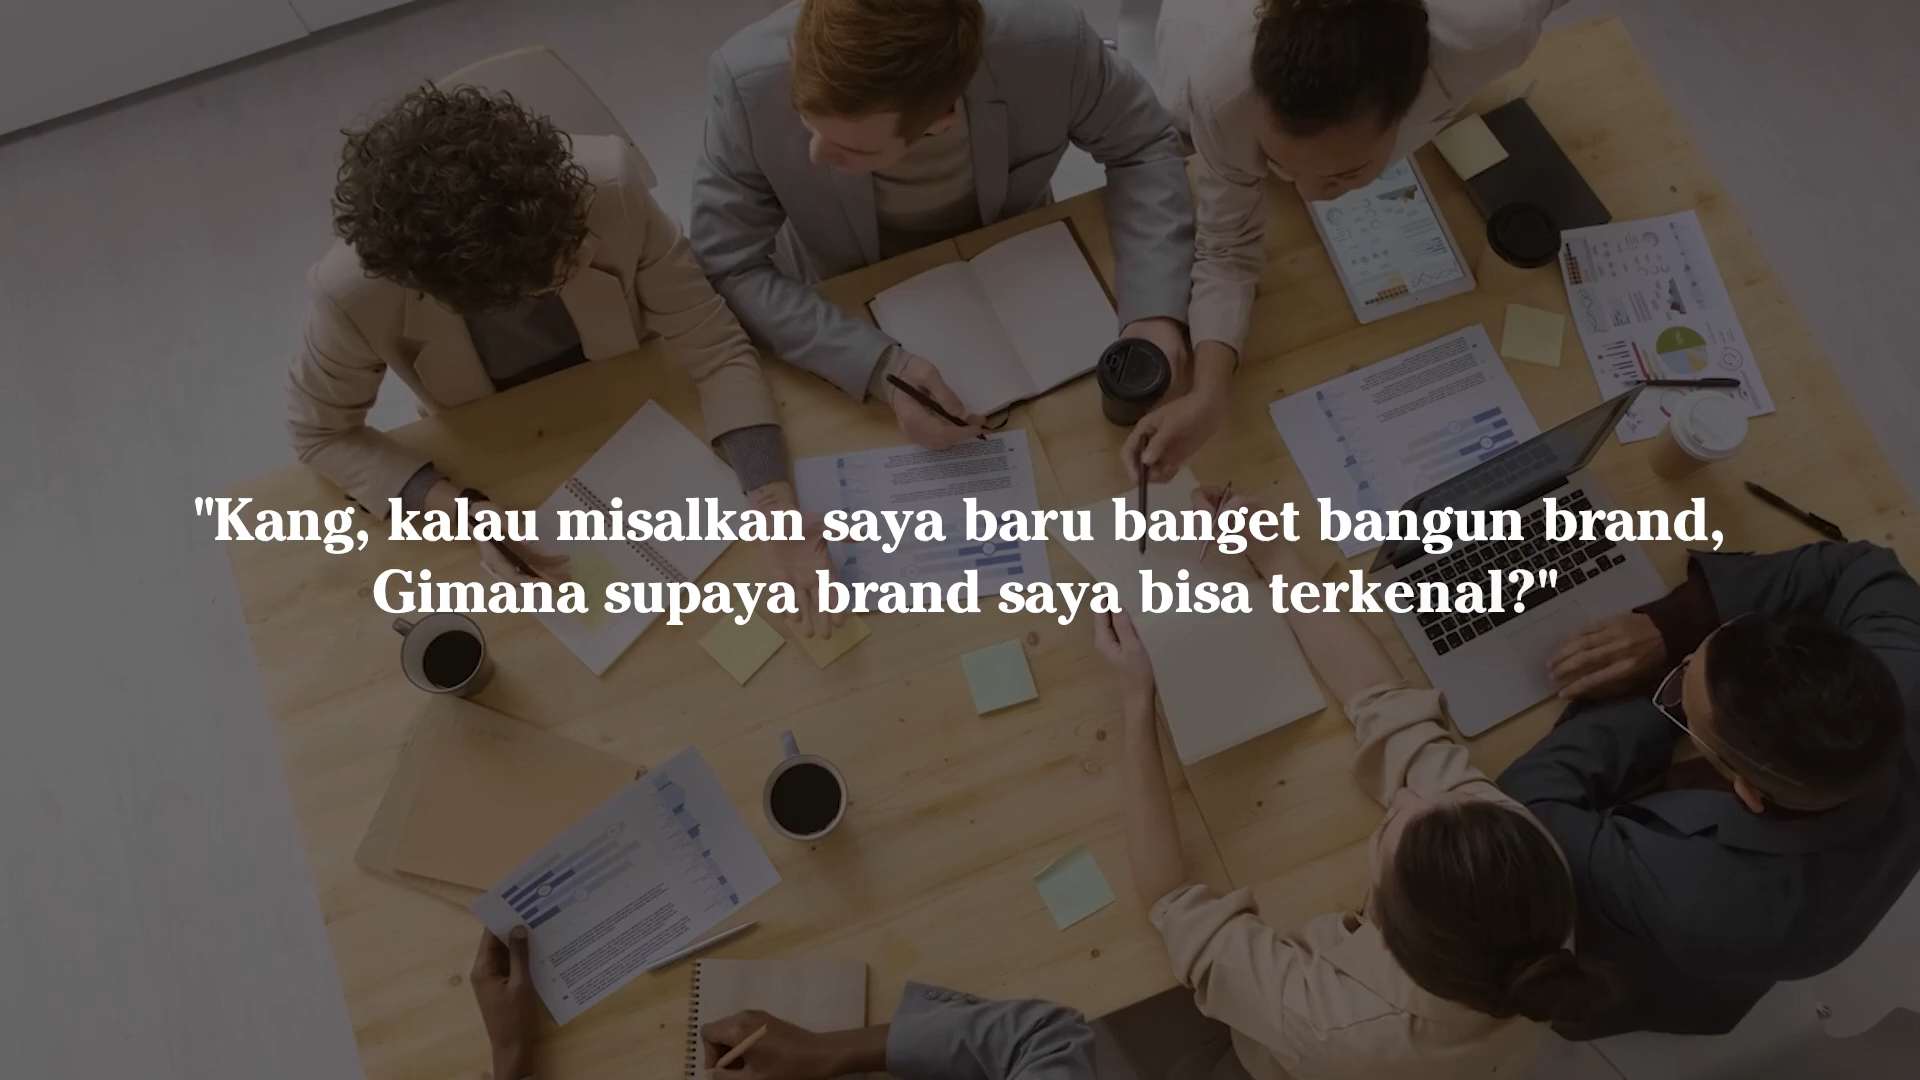 "Kang, kalau misalkan saya baru banget bangun brand,
Gimana supaya brand saya bisa terkenal?"